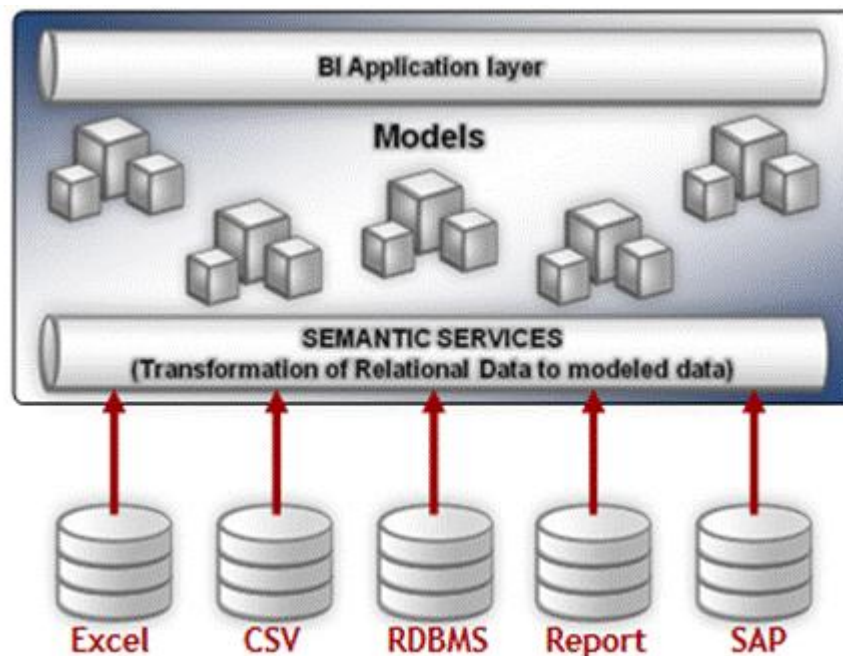 BI Application layer
Models
SEMANTIC SERVICES
(Transformation of Relational Data to modeled data)
Excel CSV RDBMS Report SAP